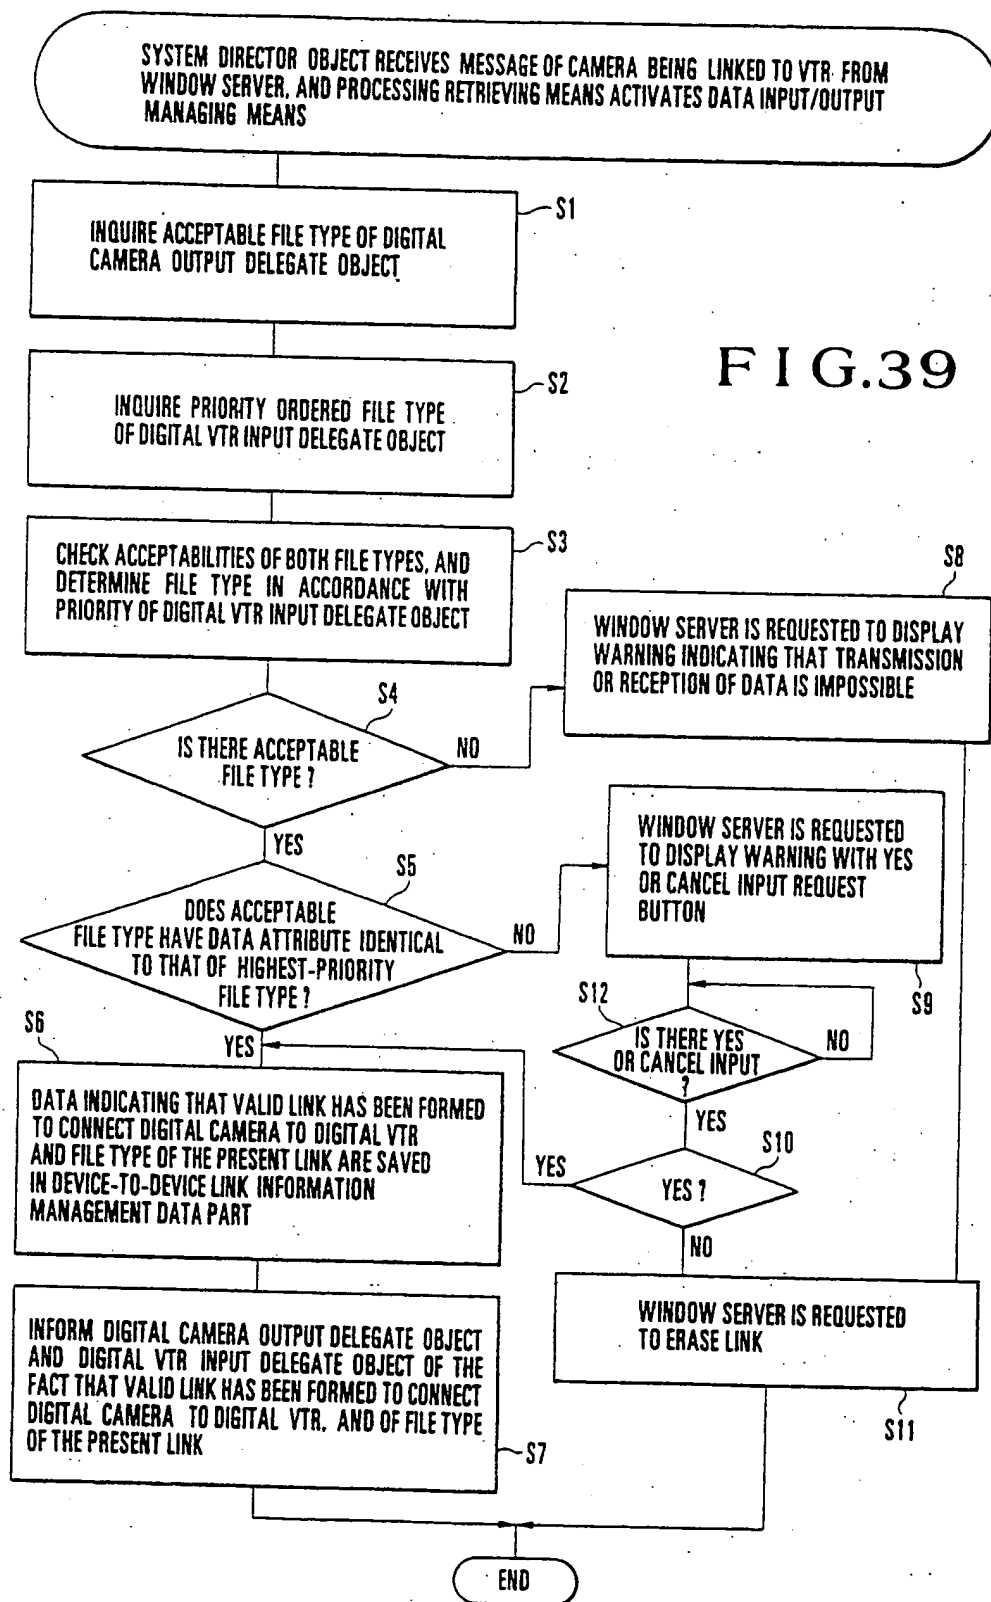 SYSTEM DIRECTOR OBJECT RECEIVES MESSAGE OF CAMERA BEING LINKED TO VTR FROM
WINDOW SERVER, AND PROCESSING RETRIEVING MEANS ACTIVATES DATA INPUT/OUTPUT
MANAGING MEANS
S1
INQUIRE ACCEPTABLE FILE TYPE OF DIGITAL
CAMERA OUTPUT DELEGATE OBJECT
FIG.39
S2
INQUIRE PRIORITY ORDERED FILE TYPE
OF DIGITAL VTR INPUT DELEGATE OBJECT
S3
CHECK ACCEPTABILITIES OF BOTH FILE TYPES, AND
DETERMINE FILE TYPE IN ACCORDANCE WITH
PRIORITY OF DIGITAL VTR INPUT DELEGATE OBJECT
S8
WINDOW SERVER IS REQUESTED TO DISPLAY
WARNING INDICATING THAT TRANSMISSION
OR RECEPTION OF DATA IS IMPOSSIBLE
S4
IS THERE ACCEPTABLE
FILE TYPE ?
NO
YES
S5
DOES ACCEPTABLE
FILE TYPE HAVE DATA ATTRIBUTE IDENTICAL
TO THAT OF HIGHEST-PRIORITY
FILE TYPE ?
NO
YES
WINDOW SERVER IS REQUESTED
TO DISPLAY WARNING WITH YES
OR CANCEL INPUT REQUEST
BUTTON
S9
S12
IS THERE YES
OR CANCEL INPUT
?
NO
YES
S10
YES ?
YES
NO
S6
DATA INDICATING THAT VALID LINK HAS BEEN FORMED
TO CONNECT DIGITAL CAMERA TO DIGITAL VTR
AND FILE TYPE OF THE PRESENT LINK ARE SAVED
IN DEVICE-TO-DEVICE LINK INFORMATION
MANAGEMENT DATA PART
WINDOW SERVER IS REQUESTED
TO ERASE LINK
S11
INFORM DIGITAL CAMERA OUTPUT DELEGATE OBJECT
AND DIGITAL VTR INPUT DELEGATE OBJECT OF THE
FACT THAT VALID LINK HAS BEEN FORMED TO CONNECT
DIGITAL CAMERA TO DIGITAL VTR, AND OF FILE TYPE
OF THE PRESENT LINK
S7
END